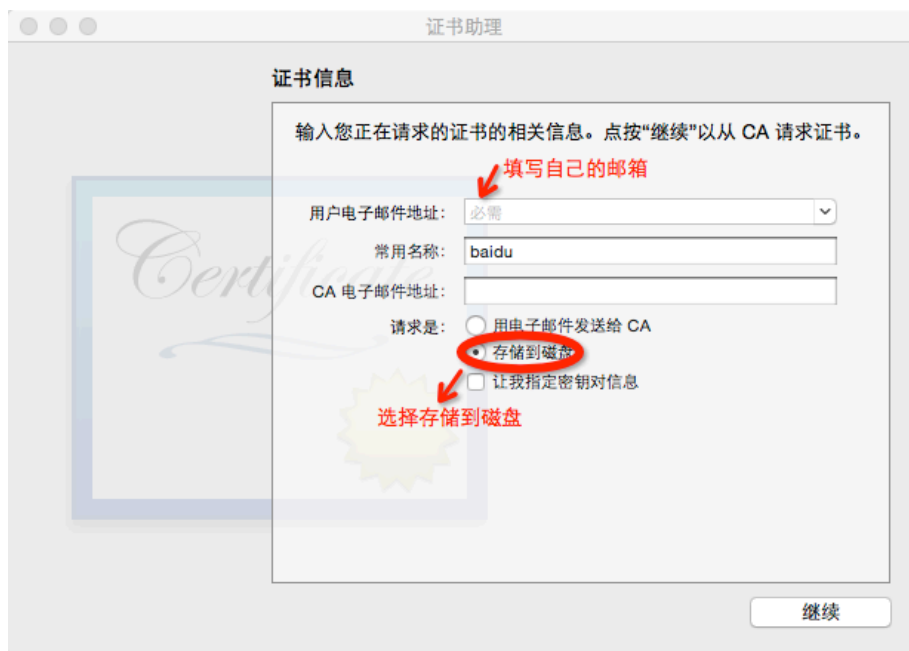 证书助理
证书信息
输入您正在请求的证书的相关信息。点按“继续”以从 CA 请求证书。
填写自己的邮箱
用户电子邮件地址： 必需
常用名称： baidu
CA 电子邮件地址：
请求是： 用电子邮件发送给 CA
存储到磁盘
让我指定密钥对信息
选择存储到磁盘
Certificate
继续